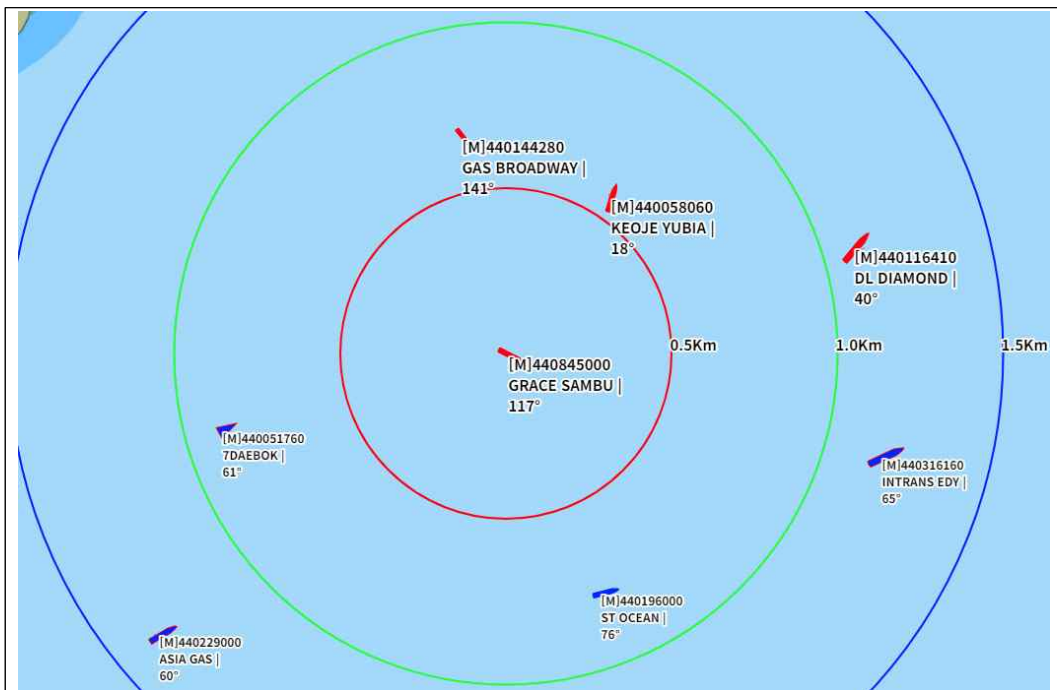 [M]440144280
GAS BROADWAY |
141°
[M]440058060
KEOJE YUBIA |
18°
[M]440116410
DL DIAMOND |
40°
0.5Km
1.0Km
1.5Km
[M]440845000
GRACE SAMBU |
117°
[M]440051760
7DAEBOK |
61°
[M]440316160
INTRANS EDY |
65°
[M]440196000
ST OCEAN |
76°
[M]440229000
ASIA GAS |
60°